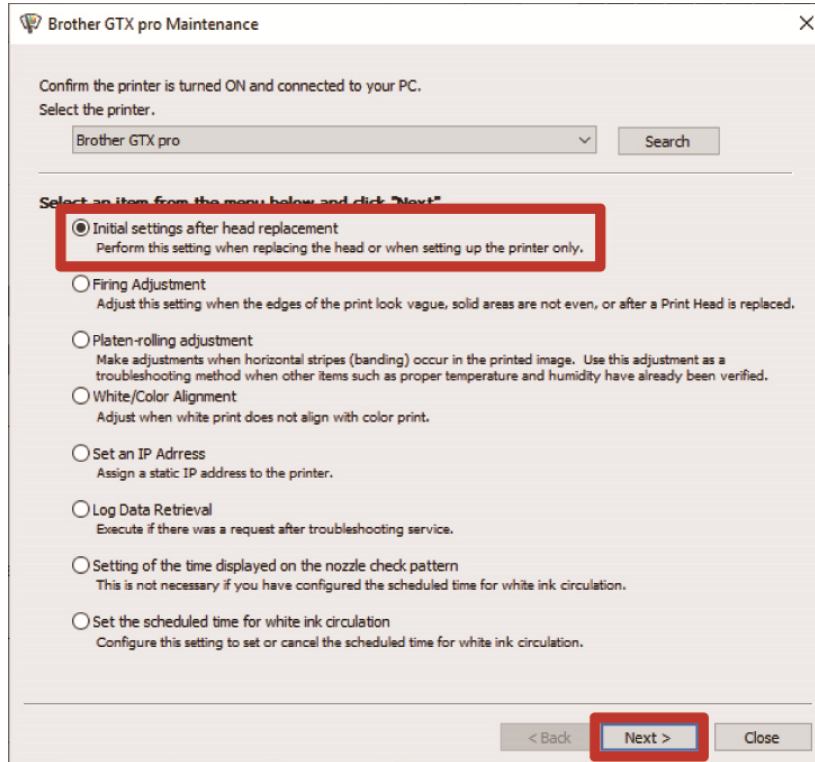 Brother GTX pro Maintenance
Confirm the printer is turned ON and connected to your PC.
Select the printer.
Brother GTX pro
Search
Select an item from the menu below and click "Next"
Initial settings after head replacement
Perform this setting when replacing the head or when setting up the printer only.
Firing Adjustment
Adjust this setting when the edges of the print look vague, solid areas are not even, or after a Print Head is replaced.
Platen-rolling adjustment
Make adjustments when horizontal stripes (banding) occur in the printed image. Use this adjustment as a
troubleshooting method when other items such as proper temperature and humidity have already been verified.
White/Color Alignment
Adjust when white print does not align with color print.
Set an IP Adrress
Assign a static IP address to the printer.
Log Data Retrieval
Execute if there was a request after troubleshooting service.
Setting of the time displayed on the nozzle check pattern
This is not necessary if you have configured the scheduled time for white ink circulation.
Set the scheduled time for white ink circulation
Configure this setting to set or cancel the scheduled time for white ink circulation.
< Back
Next >
Close